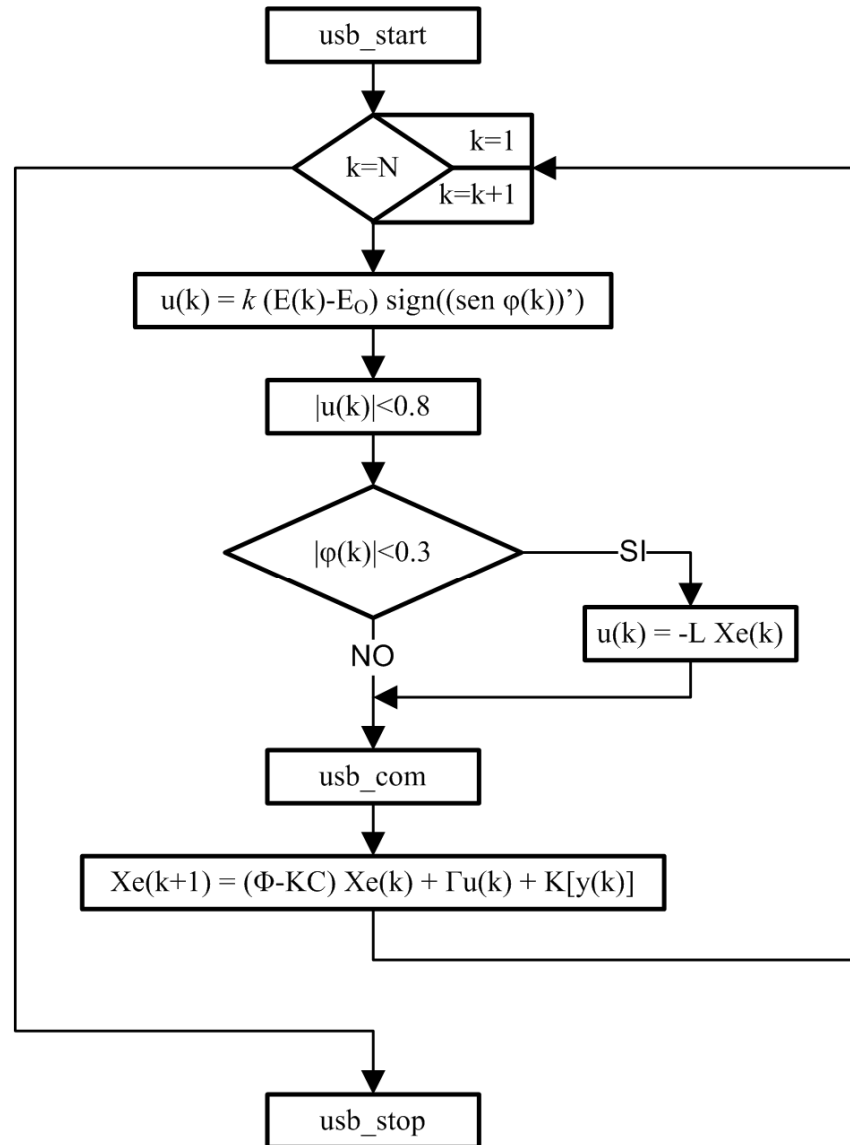 usb_start
k=1
k=N
k=k+1
u(k) = k (E(k)-E_O) sign((sen φ(k))’)
|u(k)|<0.8
|φ(k)|<0.3
SI
u(k) = -L Xe(k)
NO
usb_com
Xe(k+1) = (Φ-KC) Xe(k) + Γu(k) + K[y(k)]
usb_stop